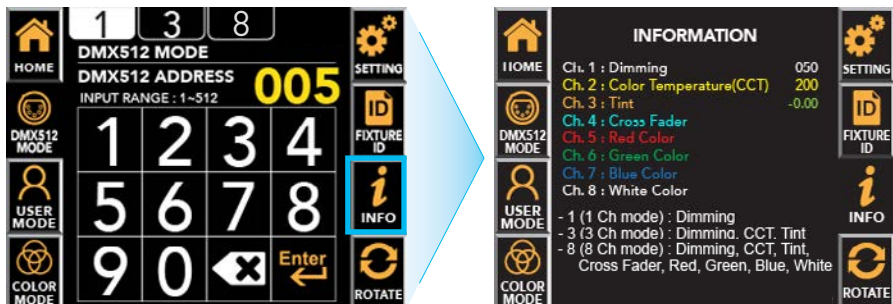 1 3 8
DMX512 MODE
DMX512 ADDRESS
INPUT RANGE : 1~512
005
1 2 3 4
5 6 7 8
9 0 Enter
HOME
DMX512
MODE
USER
MODE
COLOR
MODE
SETTING
ID
FIXTURE
ID
i
INFO
ROTATE
INFORMATION
Ch. 1 : Dimming 050
Ch. 2 : Color Temperature(CCT) 200
Ch. 3 : Tint -0.00
Ch. 4 : Cross Fader
Ch. 5 : Red Color
Ch. 6 : Green Color
Ch. 7 : Blue Color
Ch. 8 : White Color
- 1 (1 Ch mode) : Dimming
- 3 (3 Ch mode) : Dimming. CCT. Tint
- 8 (8 Ch mode) : Dimming, CCT, Tint,
Cross Fader, Red, Green, Blue, White
HOME
DMX512
MODE
USER
MODE
COLOR
MODE
SETTING
ID
FIXTURE
ID
i
INFO
ROTATE